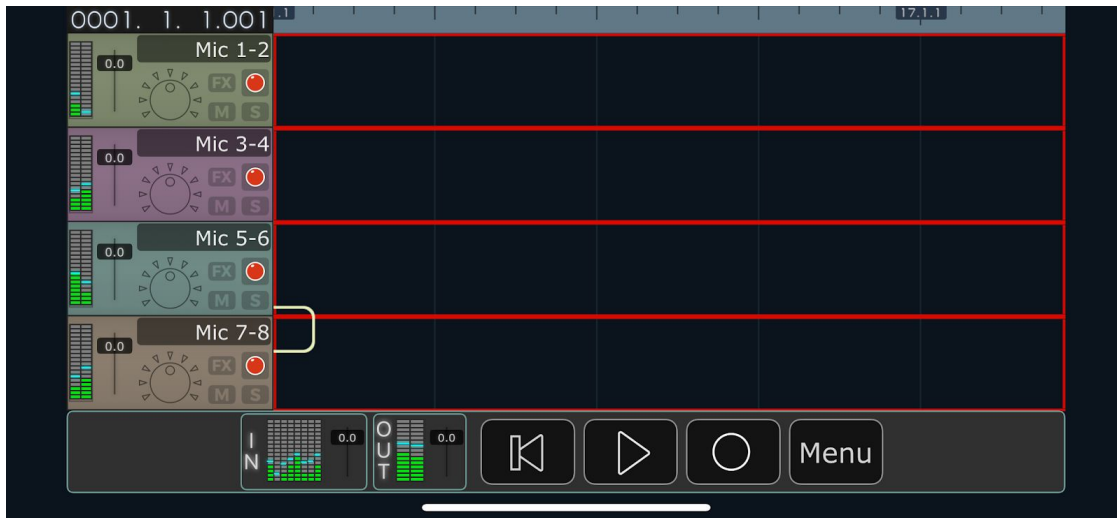 0001. 1. 1.001
.1
17.1.1
Mic 1-2
0.0
FX
M S
Mic 3-4
0.0
FX
M S
Mic 5-6
0.0
FX
M S
Mic 7-8
0.0
FX
M S
IN
0.0
OUT
0.0
Menu